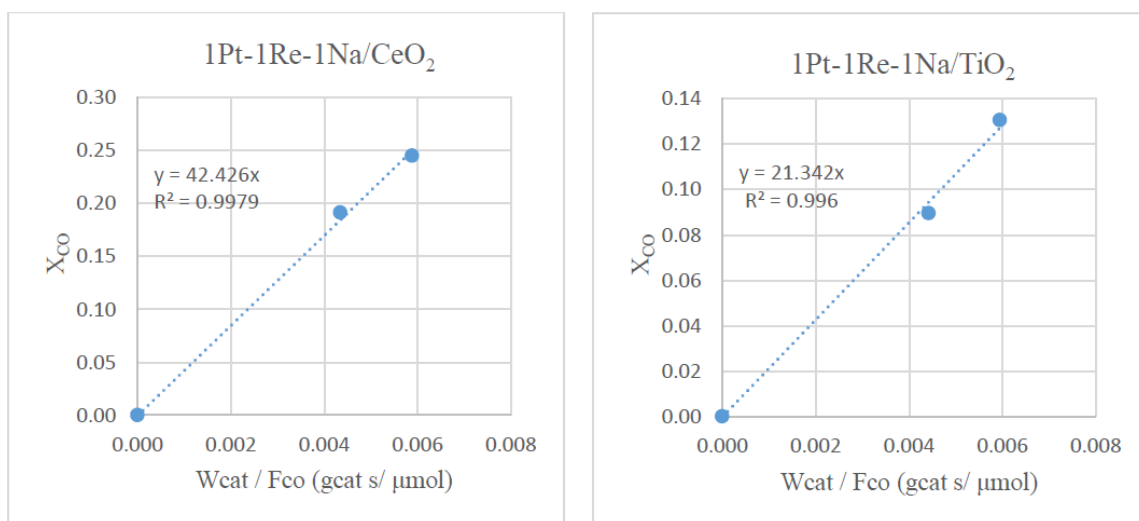 1Pt-1Re-1Na/CeO₂
0.30
0.25
0.20
0.15
0.10
0.05
0.00
y = 42.426x
R² = 0.9979
X_CO
0.000 0.002 0.004 0.006 0.008
Wcat / Fco (gcat s/ μmol)
1Pt-1Re-1Na/TiO₂
0.14
0.12
0.10
0.08
0.06
0.04
0.02
0.00
y = 21.342x
R² = 0.996
X_CO
0.000 0.002 0.004 0.006 0.008
Wcat / Fco (gcat s/ μmol)